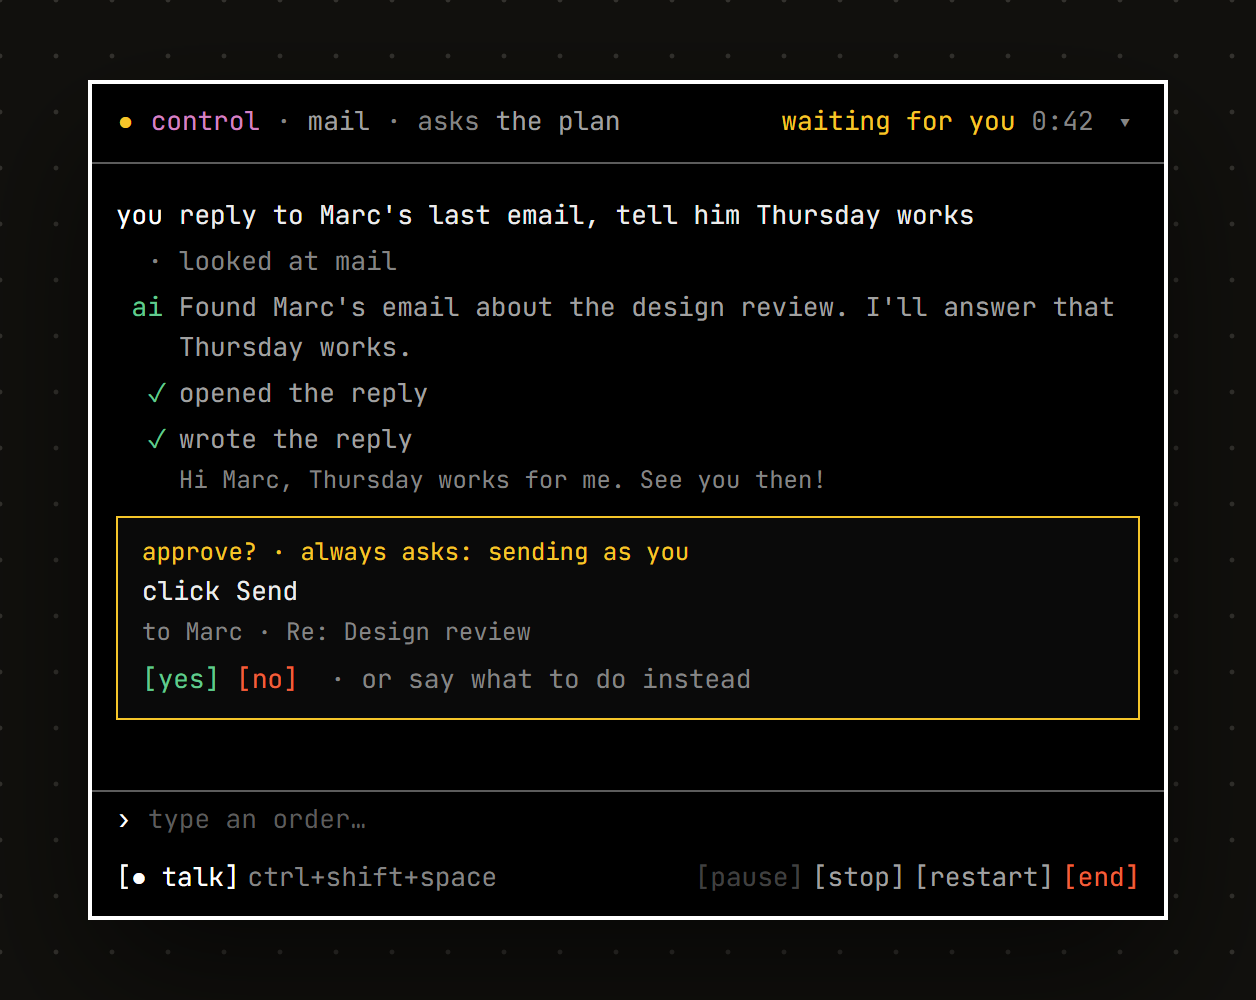 ● control · mail · asks the plan
waiting for you 0:42 ▾
you reply to Marc's last email, tell him Thursday works
· looked at mail
ai Found Marc's email about the design review. I'll answer that
Thursday works.
✓ opened the reply
✓ wrote the reply
Hi Marc, Thursday works for me. See you then!
approve? · always asks: sending as you
click Send
to Marc · Re: Design review
[yes] [no] · or say what to do instead
› type an order…
[● talk] ctrl+shift+space
[pause] [stop] [restart] [end]